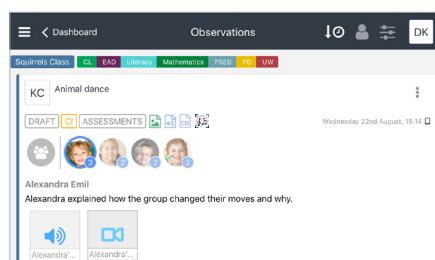 Dashboard Observations DK
Squirrels Class CL EAD Literacy Mathematics PSED PD UW
KC Animal dance
DRAFT CI ASSESSMENTS Wednesday 22nd August, 15:14
3 2 2 2
Alexandra Emil
Alexandra explained how the group changed their moves and why.
Alexandra'... Alexandra'...